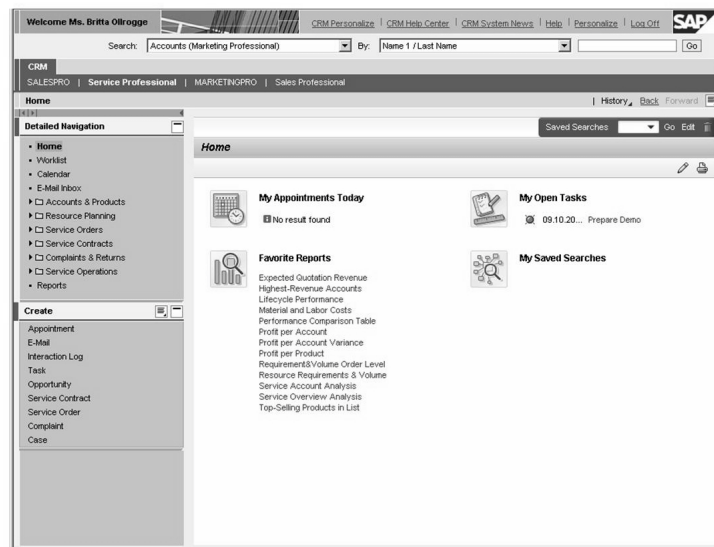 Welcome Ms. Britta Ollrogge
CRM Personalize | CRM Help Center | CRM System News | Help | Personalize | Log Off
SAP
Search: Accounts (Marketing Professional) By: Name 1 / Last Name Go
CRM
SALESPRO | Service Professional | MARKETINGPRO | Sales Professional
Home
| History Back Forward
Detailed Navigation
Home
Worklist
Calendar
E-Mail Inbox
Accounts & Products
Resource Planning
Service Orders
Service Contracts
Complaints & Returns
Service Operations
Reports
Create
Appointment
E-Mail
Interaction Log
Task
Opportunity
Service Contract
Service Order
Complaint
Case
Saved Searches Go Edit
Home
My Appointments Today
No result found
My Open Tasks
09.10.20... Prepare Demo
Favorite Reports
Expected Quotation Revenue
Highest-Revenue Accounts
Lifecycle Performance
Material and Labor Costs
Performance Comparison Table
Profit per Account
Profit per Account Variance
Profit per Product
Requirement&Volume Order Level
Resource Requirements & Volume
Service Account Analysis
Service Overview Analysis
Top-Selling Products in List
My Saved Searches